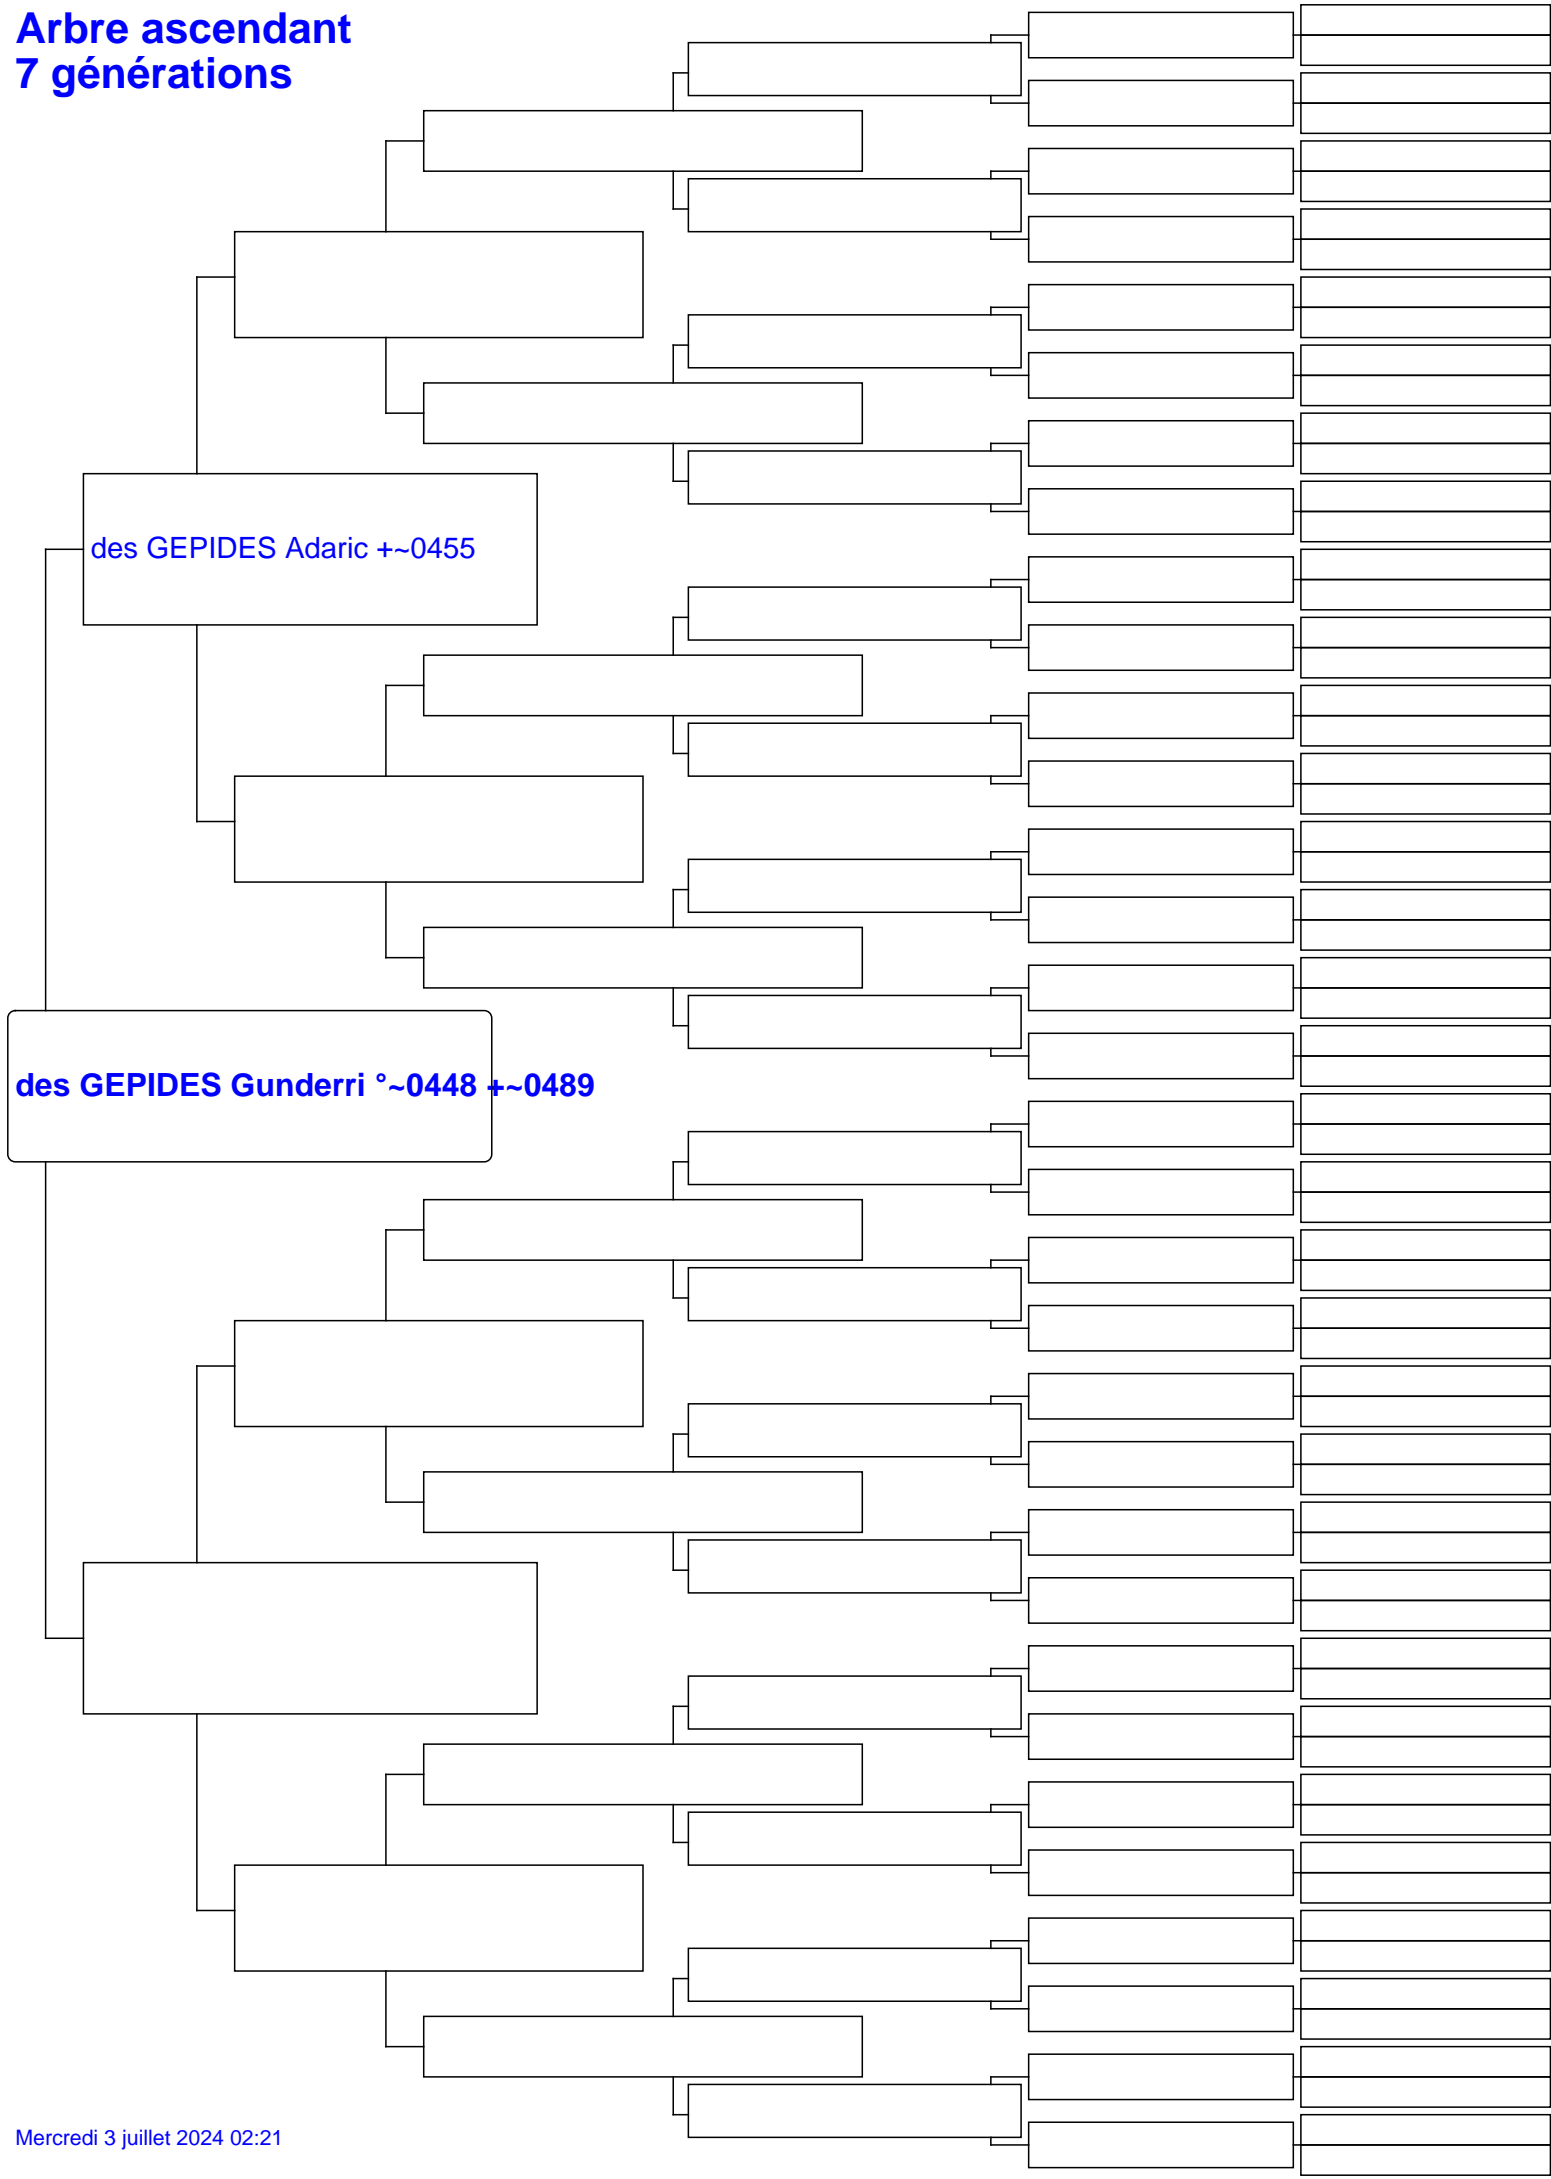 Arbre ascendant
7 générations
des GEPIDES Adaric +~0455
des GEPIDES Gunderri °~0448 +~0489
Mercredi 3 juillet 2024 02:21